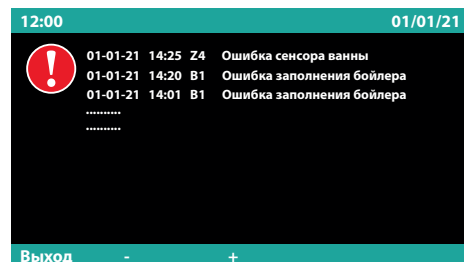 12:00 01/01/21
01-01-21 14:25 Z4 Ошибка сенсора ванны
01-01-21 14:20 B1 Ошибка заполнения бойлера
01-01-21 14:01 B1 Ошибка заполнения бойлера
..........
..........
Выход - +